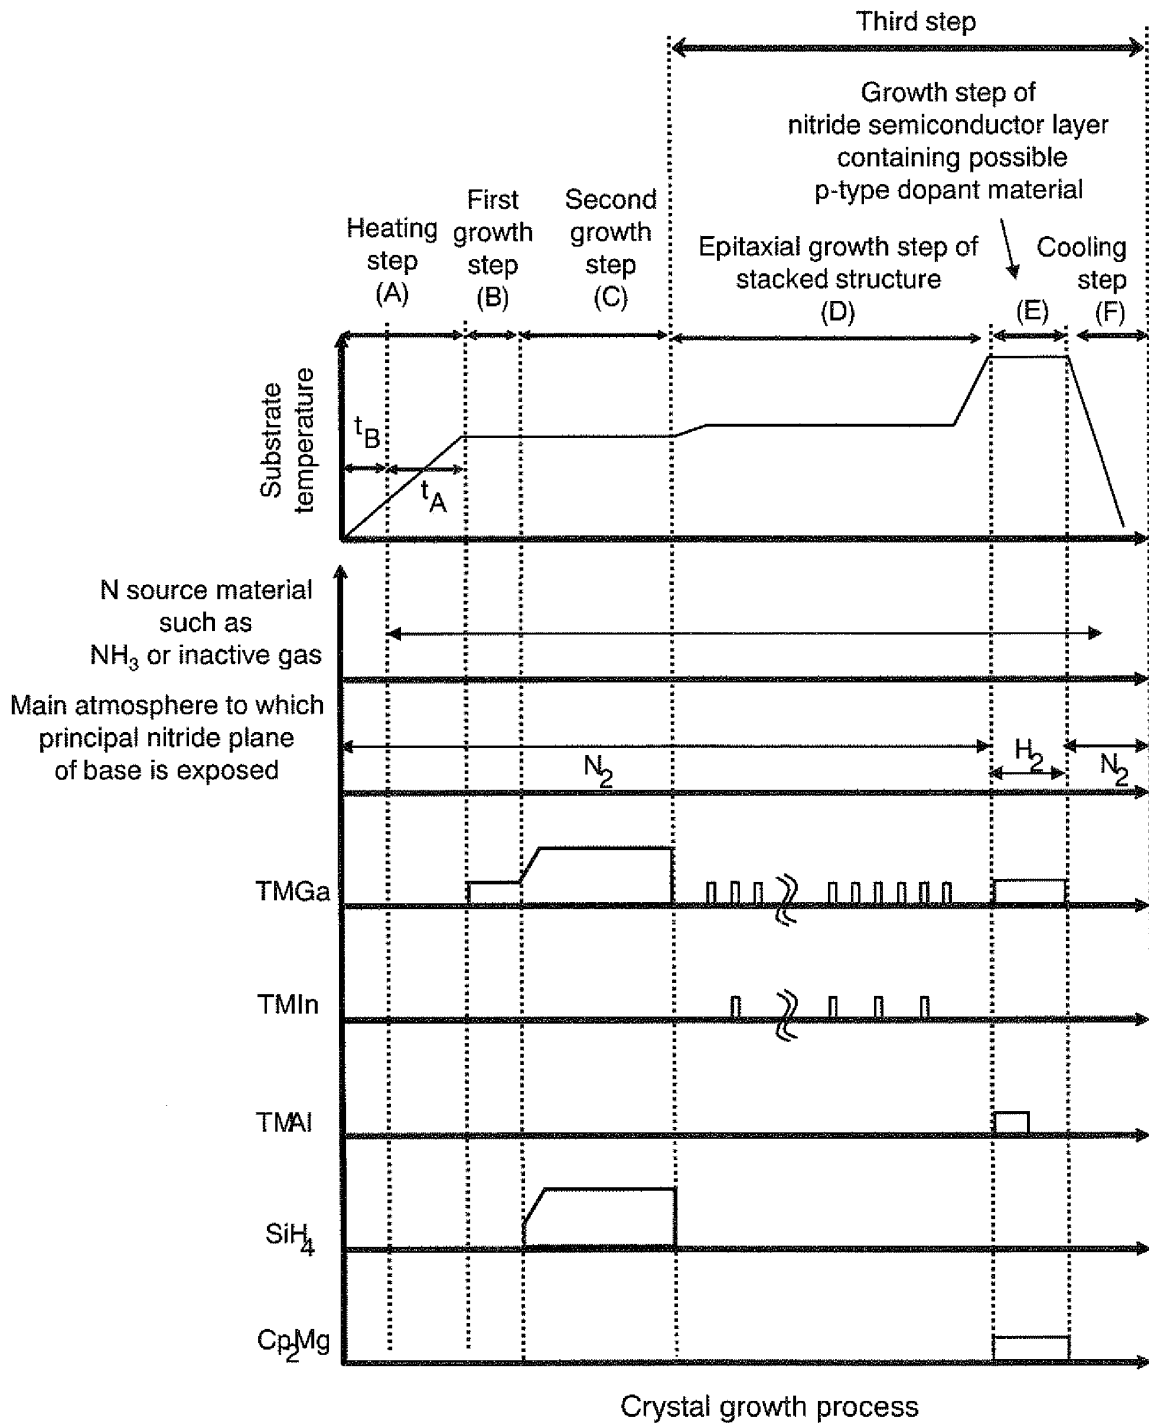 Third step
Growth step of
nitride semiconductor layer
containing possible
p-type dopant material
First
growth
step
(B)
Second
growth
step
(C)
Heating
step
(A)
Epitaxial growth step of
stacked structure
(D)
(E)
Cooling
step
(F)
Substrate
temperature
tB
tA
N source material
such as
NH3 or inactive gas
Main atmosphere to which
principal nitride plane
of base is exposed
N2
H2
N2
TMGa
TMIn
TMAl
SiH4
Cp2Mg
Crystal growth process